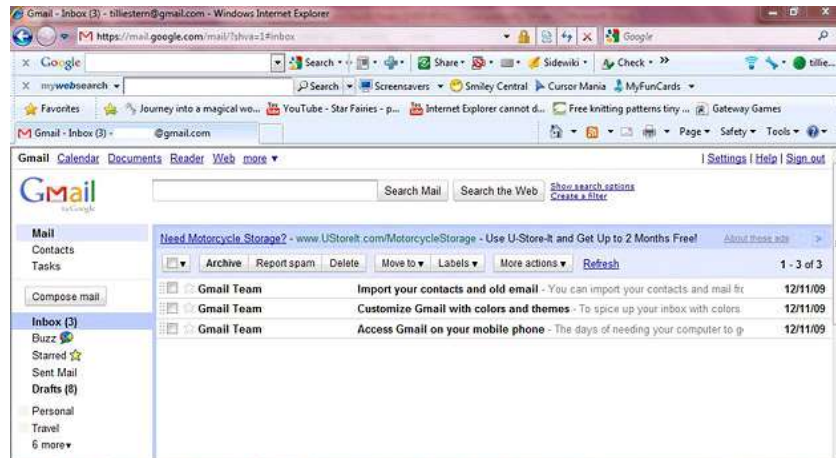 Gmail - Inbox (3) - tilliestern@gmail.com - Windows Internet Explorer
https://mail.google.com/mail/?shva=1#inbox Google
x Google Search Share Sidewiki Check >> tillie...
x mywebsearch Search Screensavers Smiley Central Cursor Mania MyFunCards
Favorites Journey into a magical wo... YouTube - Star Fairies - p... Internet Explorer cannot d... Free knitting patterns tiny ... Gateway Games
Gmail - Inbox (3) - @gmail.com Page Safety Tools
Gmail Calendar Documents Reader Web more ▼ | Settings | Help | Sign out
Gmail Search Mail Search the Web Show search options
by Google Create a filter
Mail
Contacts
Tasks
Compose mail
Inbox (3)
Buzz
Starred
Sent Mail
Drafts (8)
Personal
Travel
6 more▼
Need Motorcycle Storage? - www.UStoreIt.com/MotorcycleStorage - Use U-Store-It and Get Up to 2 Months Free! About these ads >
Archive Report spam Delete Move to ▼ Labels ▼ More actions ▼ Refresh 1 - 3 of 3
Gmail Team Import your contacts and old email - You can import your contacts and mail frc 12/11/09
Gmail Team Customize Gmail with colors and themes - To spice up your inbox with colors 12/11/09
Gmail Team Access Gmail on your mobile phone - The days of needing your computer to g 12/11/09